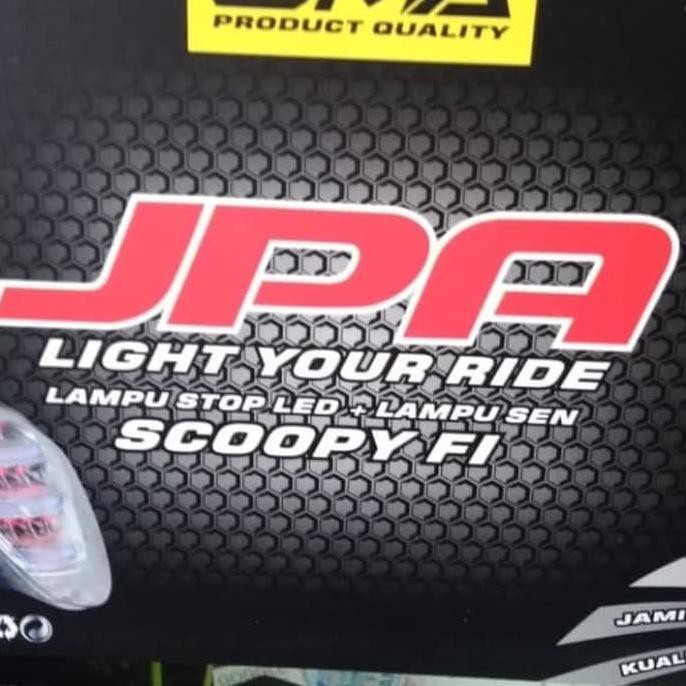 PRODUCT QUALITY
JPA
LIGHT YOUR RIDE
LAMPU STOP LED + LAMPU SEN
SCOOPY FI